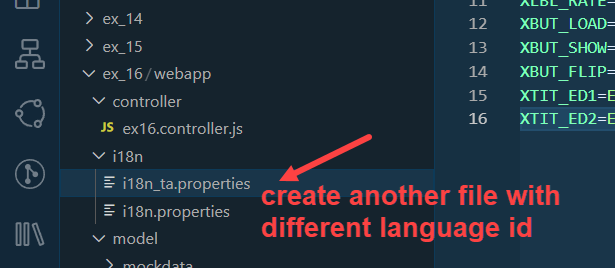 ex_14
ex_15
ex_16 / webapp
controller
JS ex16.controller.js
i18n
i18n_ta.properties
i18n.properties
model
mockdata
11 XLBL_RATE=
12 XBUT_LOAD=
13 XBUT_SHOW=
14 XBUT_FLIP=
15 XTIT_ED1=E
16 XTIT_ED2=E
create another file with
different language id